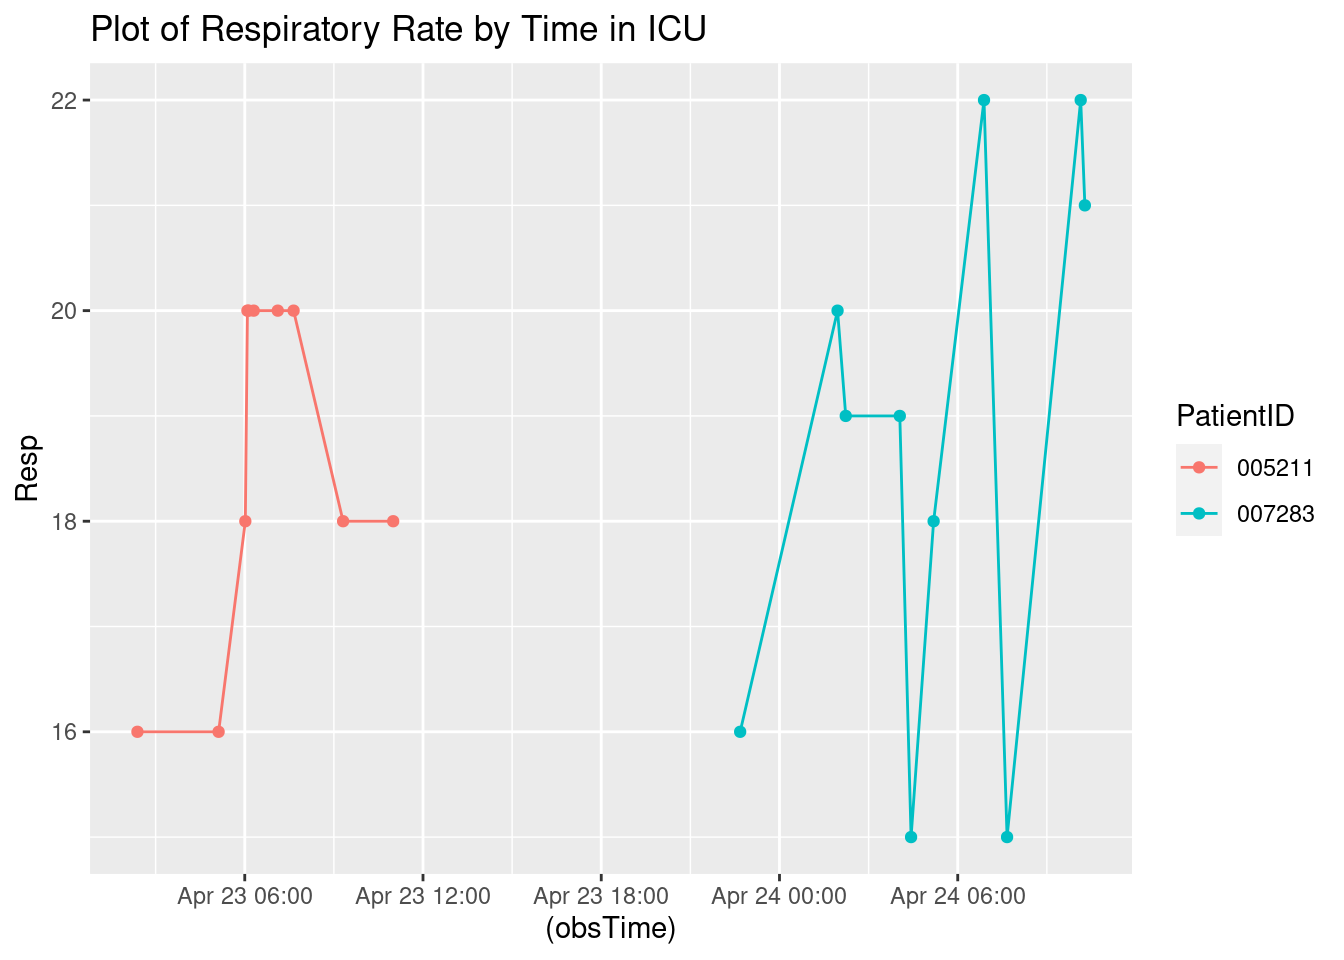 Plot of Respiratory Rate by Time in ICU
22
20
18
16
Resp
Apr 23 06:00
Apr 23 12:00
Apr 23 18:00
Apr 24 00:00
Apr 24 06:00
(obsTime)
PatientID
005211
007283